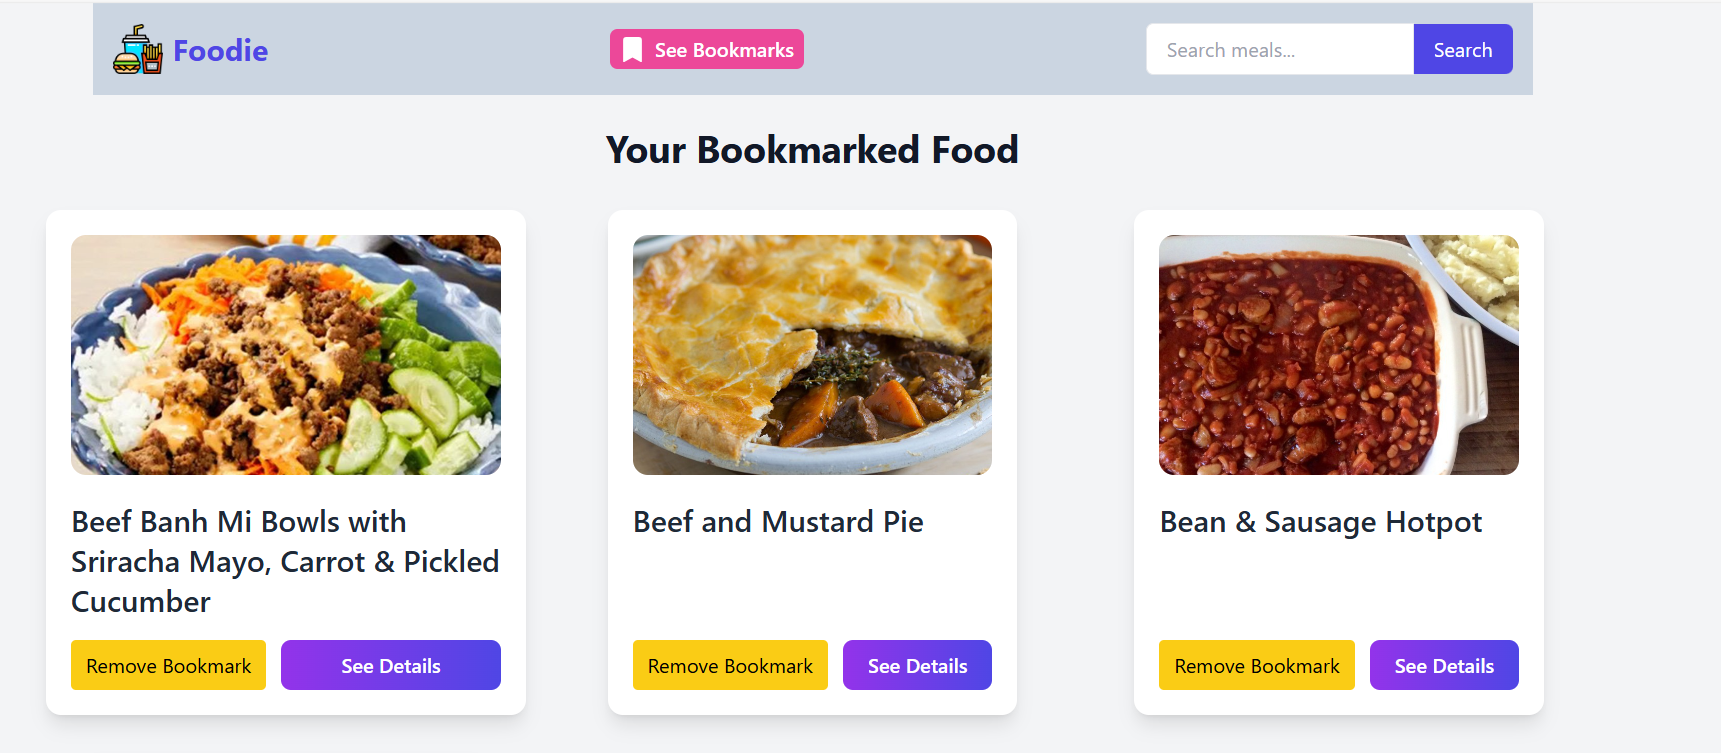 Foodie
See Bookmarks
Search meals...
Search
Your Bookmarked Food
Beef Banh Mi Bowls with
Sriracha Mayo, Carrot & Pickled
Cucumber
Remove Bookmark
See Details
Beef and Mustard Pie
Remove Bookmark
See Details
Bean & Sausage Hotpot
Remove Bookmark
See Details